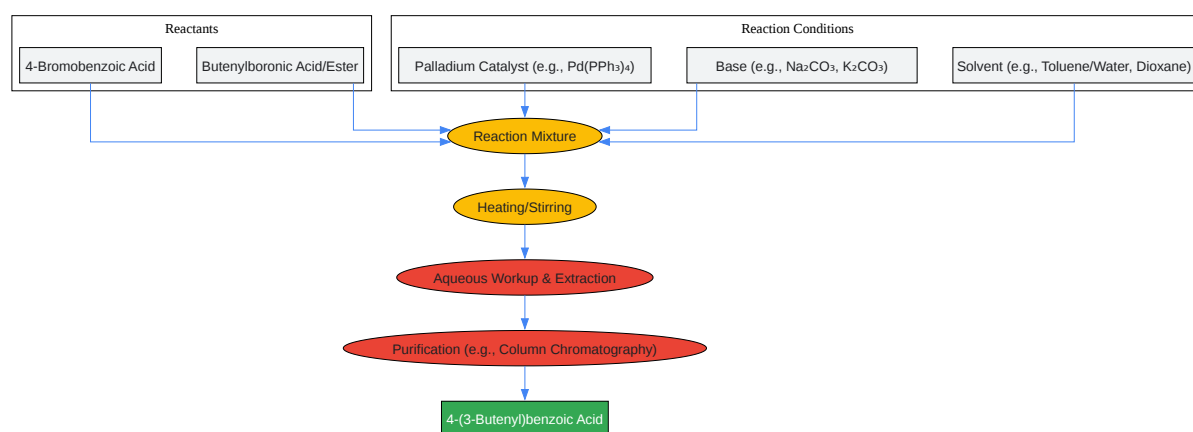 Reactants
Reaction Conditions
4-Bromobenzoic Acid
Butenylboronic Acid/Ester
Palladium Catalyst (e.g., Pd(PPh₃)₄)
Base (e.g., Na₂CO₃, K₂CO₃)
Solvent (e.g., Toluene/Water, Dioxane)
Reaction Mixture
Heating/Stirring
Aqueous Workup & Extraction
Purification (e.g., Column Chromatography)
4-(3-Butenyl)benzoic Acid